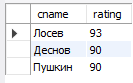 cname rating
Лосев 93
Деснов 90
Пушкин 90